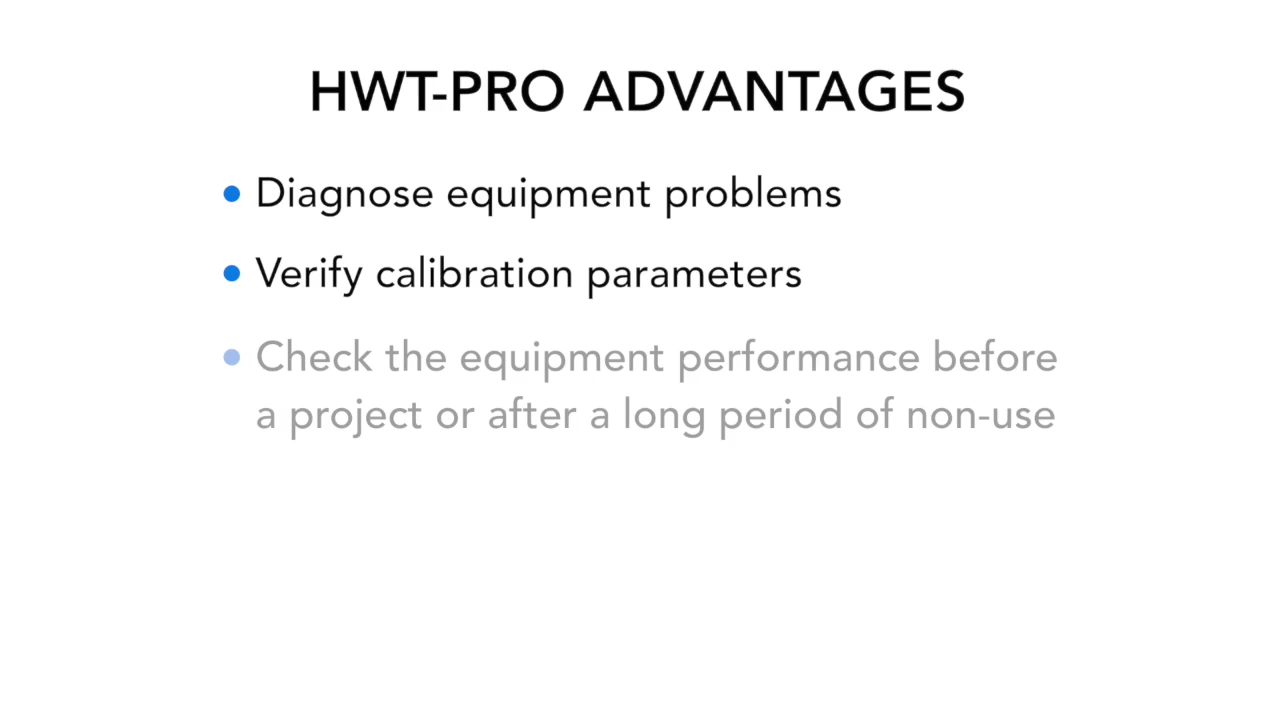 HWT-PRO ADVANTAGES
• Diagnose equipment problems
• Verify calibration parameters
• Check the equipment performance before
a project or after a long period of non-use